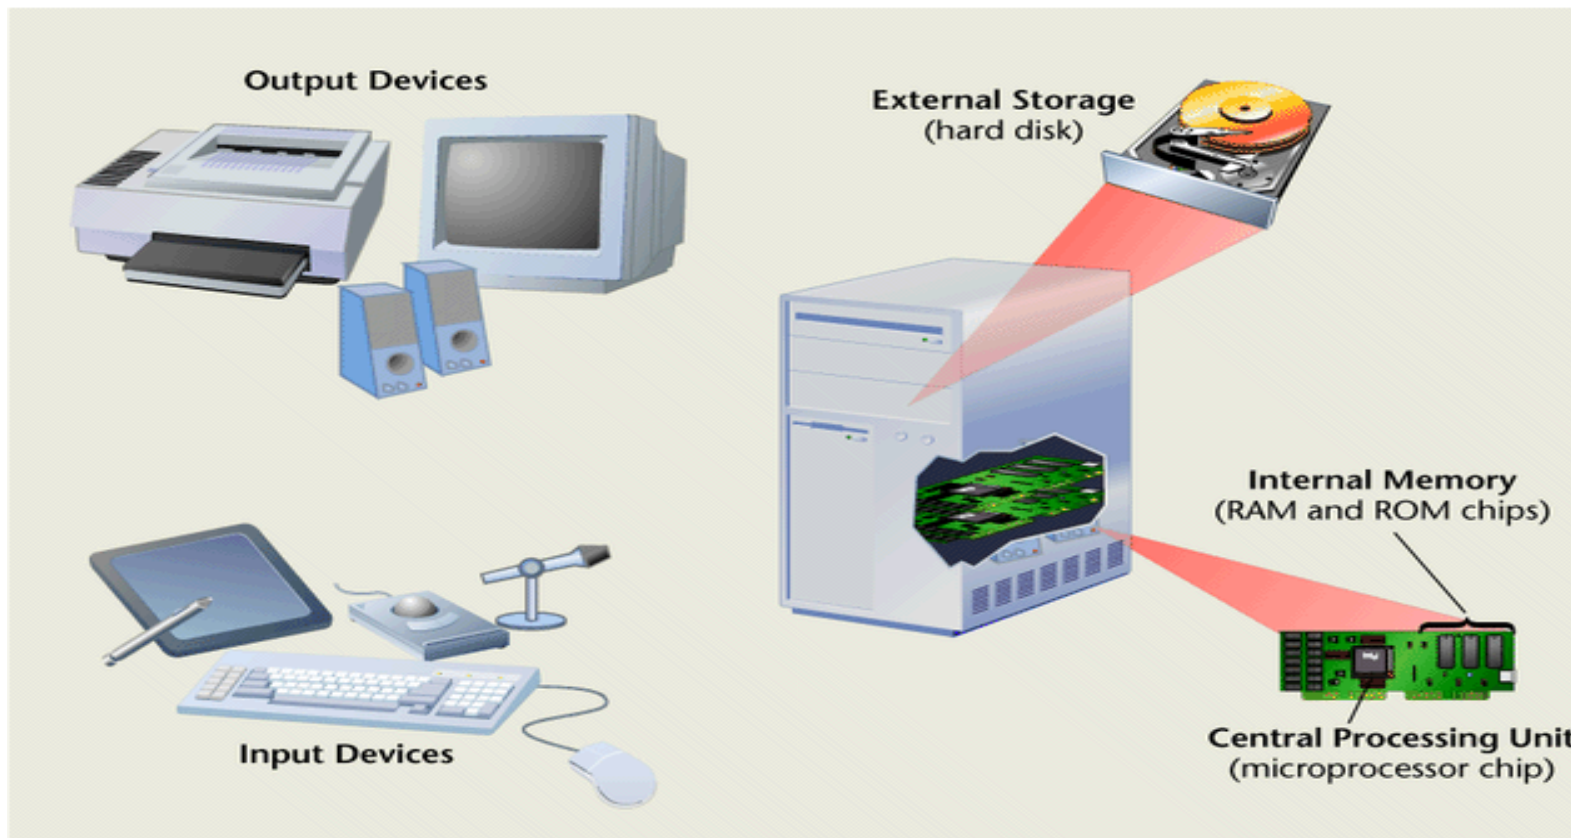 Output Devices
External Storage
(hard disk)
Internal Memory
(RAM and ROM chips)
Central Processing Unit
(microprocessor chip)
Input Devices